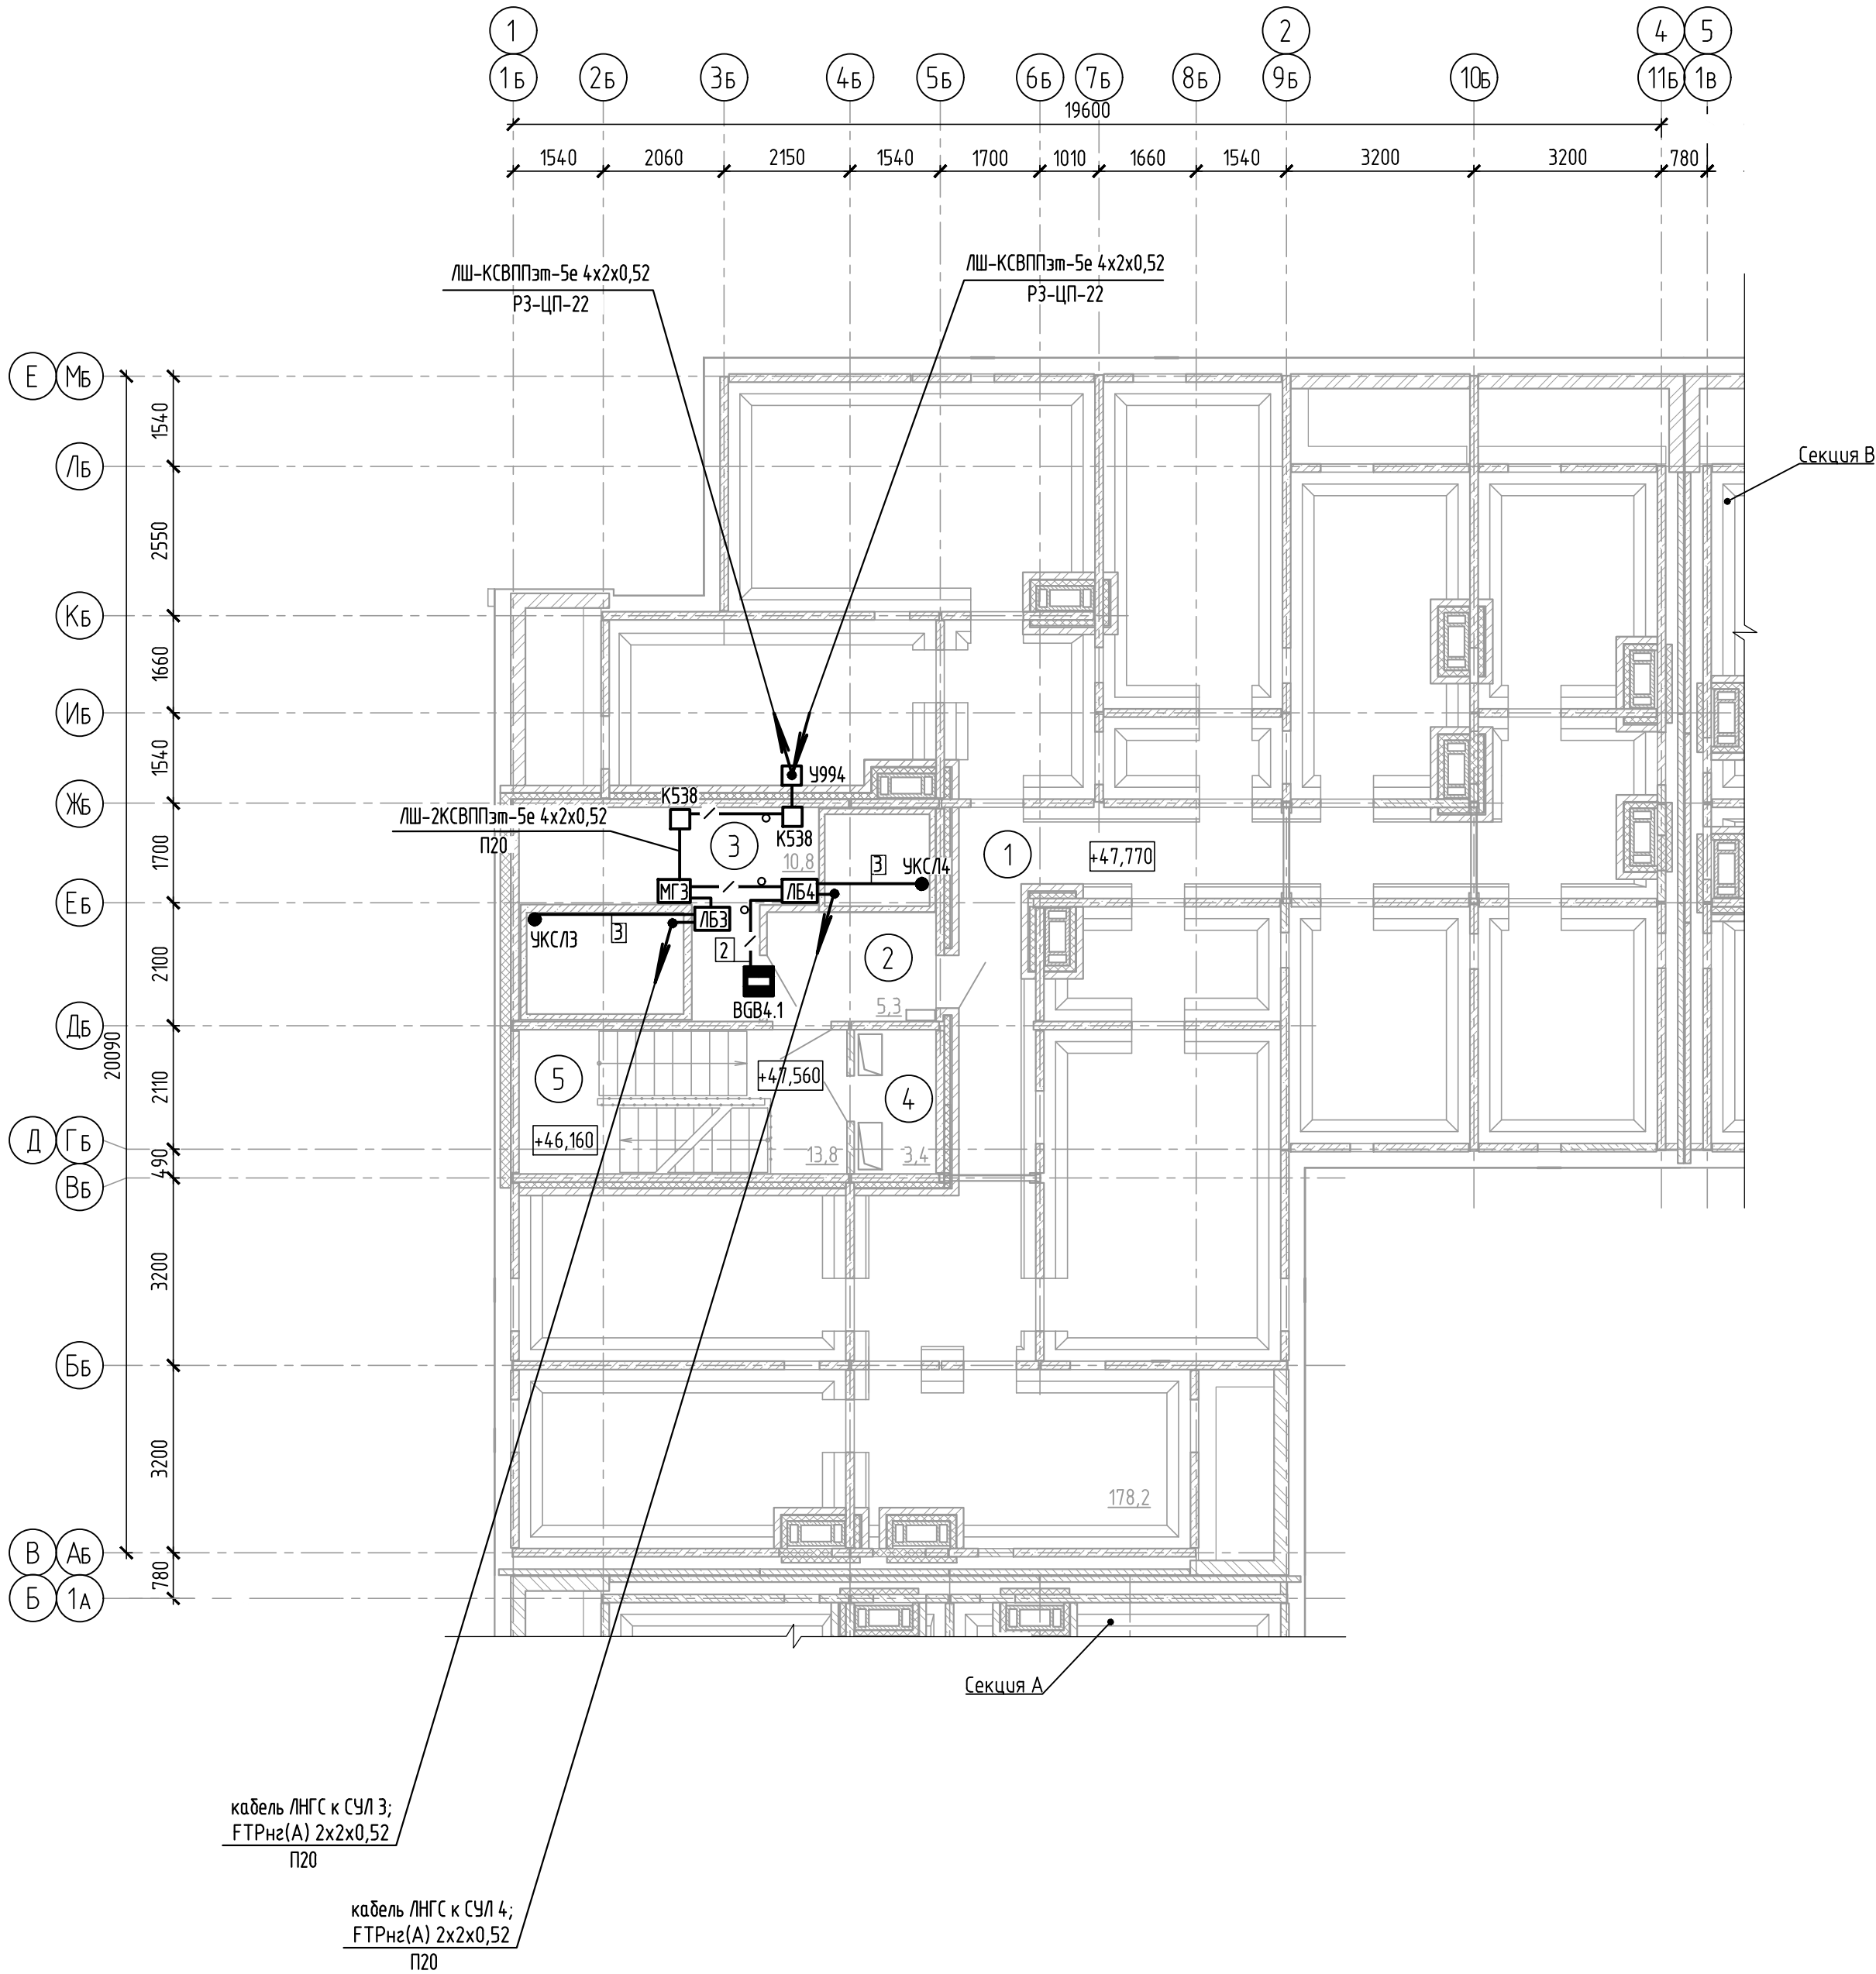 1
2
4
5
1Б
2Б
3Б
4Б
5Б
6Б
7Б
8Б
9Б
10Б
11Б
1В
19600
1540
2060
2150
1540
1700
1010
1660
1540
3200
3200
780
ЛШ-КСВППэт-5е 4х2х0,52
РЗ-ЦП-22
ЛШ-КСВППэт-5е 4х2х0,52
РЗ-ЦП-22
Е
МБ
ЛБ
КБ
ИБ
ЖБ
ЕБ
ДБ
Д
ГБ
ВБ
ББ
В
АБ
Б
1А
1540
2550
1660
1540
1700
2100
2110
490
3200
3200
780
20090
Секция В
У994
К538
К538
ЛШ-2КСВППэт-5е 4х2х0,52
П20
3
10,8
1
+47,770
3
УКСЛ4
МГ3
ЛБ4
ЛБ3
УКСЛ3
3
2
2
BGB4.1
5,3
5
+47,560
4
+46,160
13,8
3,4
178,2
Секция А
кабель ЛНГС к СУЛ 3;
FTPнг(А) 2х2х0,52
П20
кабель ЛНГС к СУЛ 4;
FTPнг(А) 2х2х0,52
П20